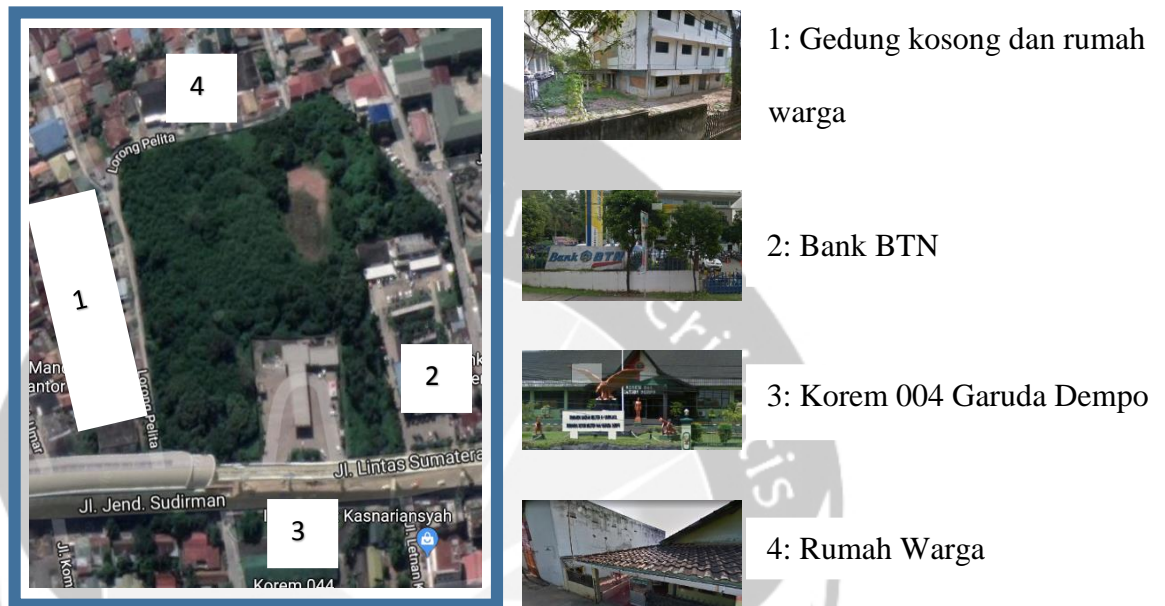 4
Lorong Pelita
1
2
Lorong Pelita
Jl. Lintas Sumatera
Jl. Jend. Sudirman
3
Kasnariansyah
Korem 044
1: Gedung kosong dan rumah
warga
Bank BTN
2: Bank BTN
3: Korem 004 Garuda Dempo
4: Rumah Warga